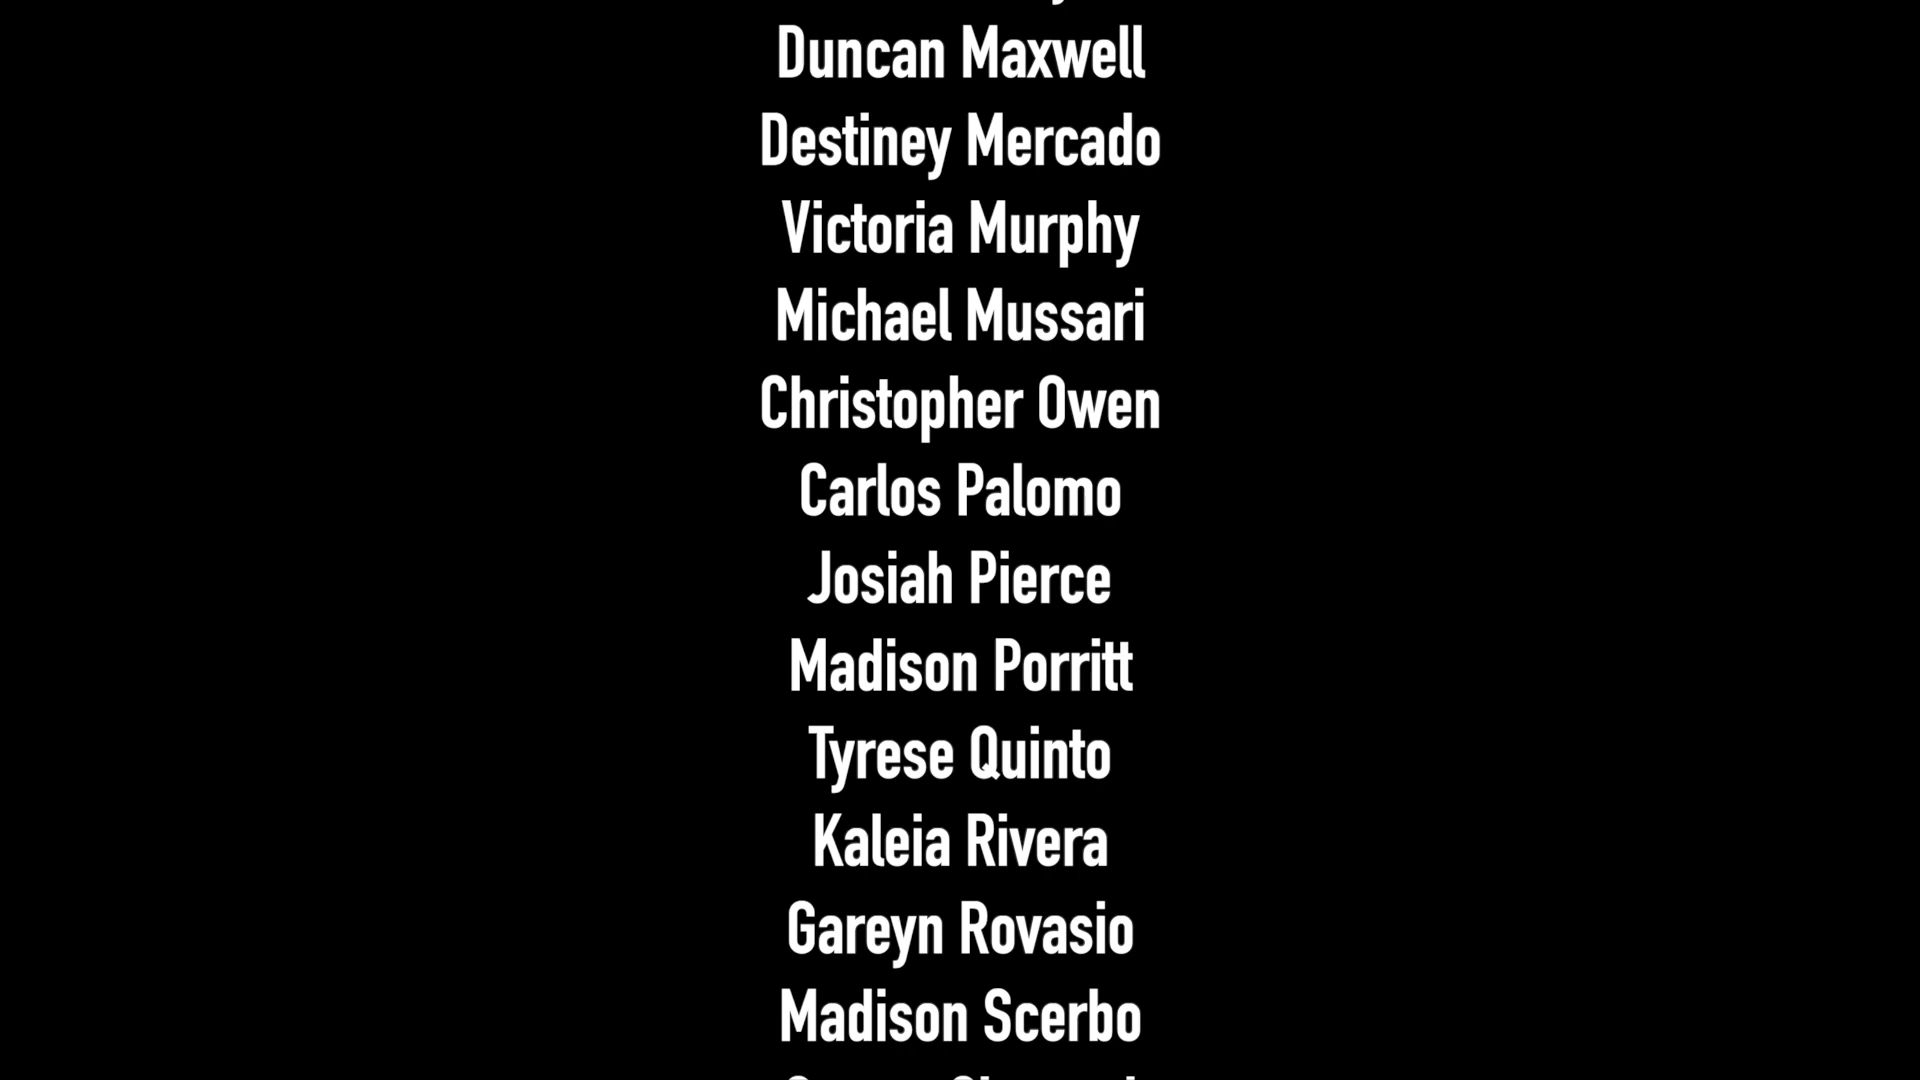 Duncan Maxwell
Destiney Mercado
Victoria Murphy
Michael Mussari
Christopher Owen
Carlos Palomo
Josiah Pierce
Madison Porritt
Tyrese Quinto
Kaleia Rivera
Gareyn Rovasio
Madison Scerbo